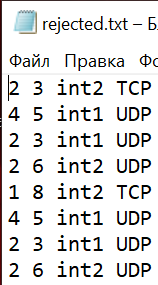 rejected.txt – Б
Файл Правка Фо
2 3 int2 TCP
4 5 int1 UDP
2 3 int1 UDP
2 6 int2 UDP
1 8 int2 TCP
4 5 int1 UDP
2 3 int1 UDP
2 6 int2 UDP